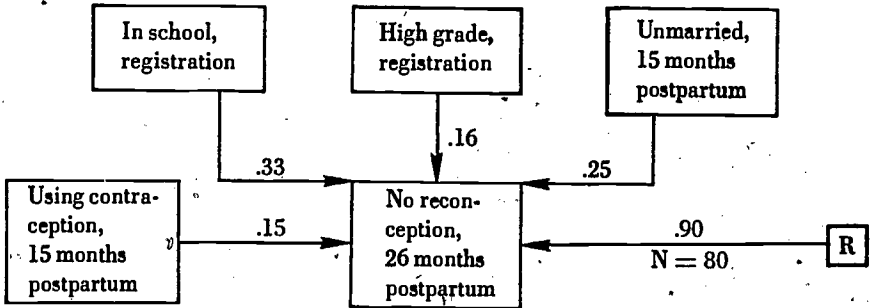 In school,
registration
High grade,
registration
Unmarried,
15 months
postpartum
.33
.16
.25
Using contra-
ception,
15 months
postpartum
.15
No recon-
ception,
26 months
postpartum
.90
N = 80
R